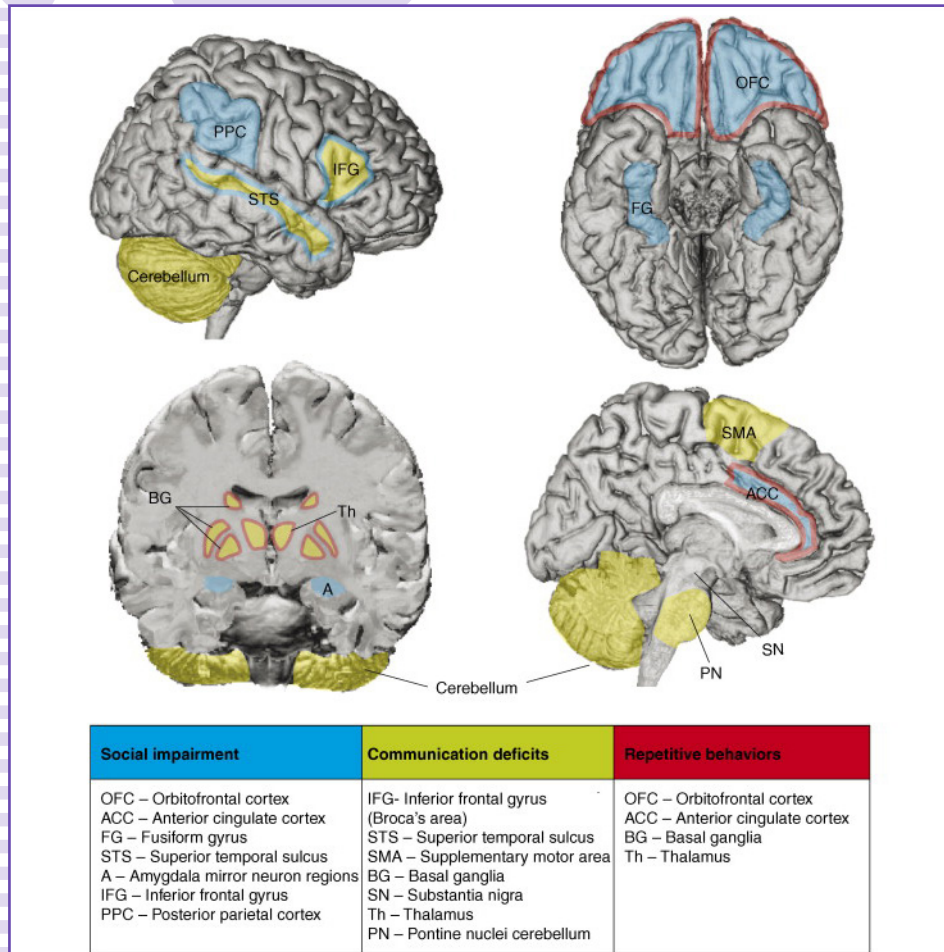 PPC
IFG
STS
Cerebellum
OFC
FG
BG
Th
A
SMA
ACC
SN
PN
Cerebellum
Social impairment
OFC – Orbitofrontal cortex
ACC – Anterior cingulate cortex
FG – Fusiform gyrus
STS – Superior temporal sulcus
A – Amygdala mirror neuron regions
IFG – Inferior frontal gyrus
PPC – Posterior parietal cortex
Communication deficits
IFG- Inferior frontal gyrus
(Broca's area)
STS – Superior temporal sulcus
SMA – Supplementary motor area
BG – Basal ganglia
SN – Substantia nigra
Th – Thalamus
PN – Pontine nuclei cerebellum
Repetitive behaviors
OFC – Orbitofrontal cortex
ACC – Anterior cingulate cortex
BG – Basal ganglia
Th – Thalamus